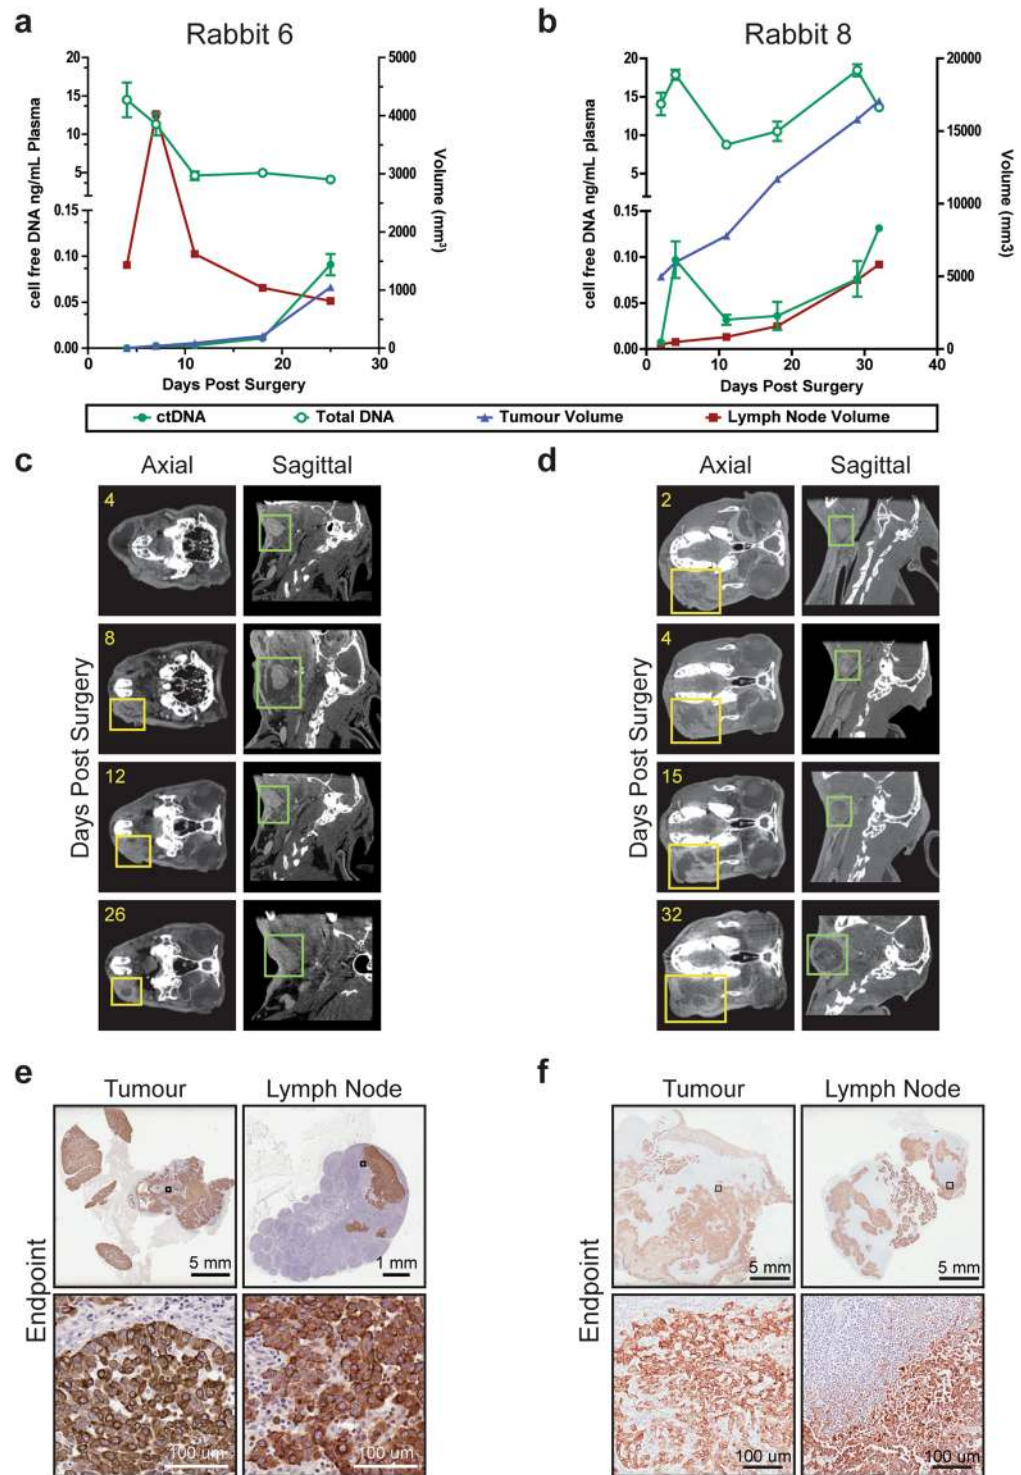 a
Rabbit 6
cell free DNA ng/mL Plasma
20
15
10
5
0.15
0.10
0.05
0.00
5000
4000
3000
2000
1000
0
Volume (mm³)
0 10 20 30
Days Post Surgery
b
Rabbit 8
cell free DNA ng/mL plasma
20
15
10
5
0.15
0.10
0.05
0.00
20000
15000
10000
5000
0
Volume (mm3)
0 10 20 30 40
Days Post Surgery
ctDNA Total DNA Tumour Volume Lymph Node Volume
c
Axial Sagittal
Days Post Surgery
4
8
12
26
d
Axial Sagittal
Days Post Surgery
2
4
15
32
e
Tumour Lymph Node
Endpoint
5 mm 1 mm
100 um 100 um
f
Tumour Lymph Node
Endpoint
5 mm 5 mm
100 um 100 um